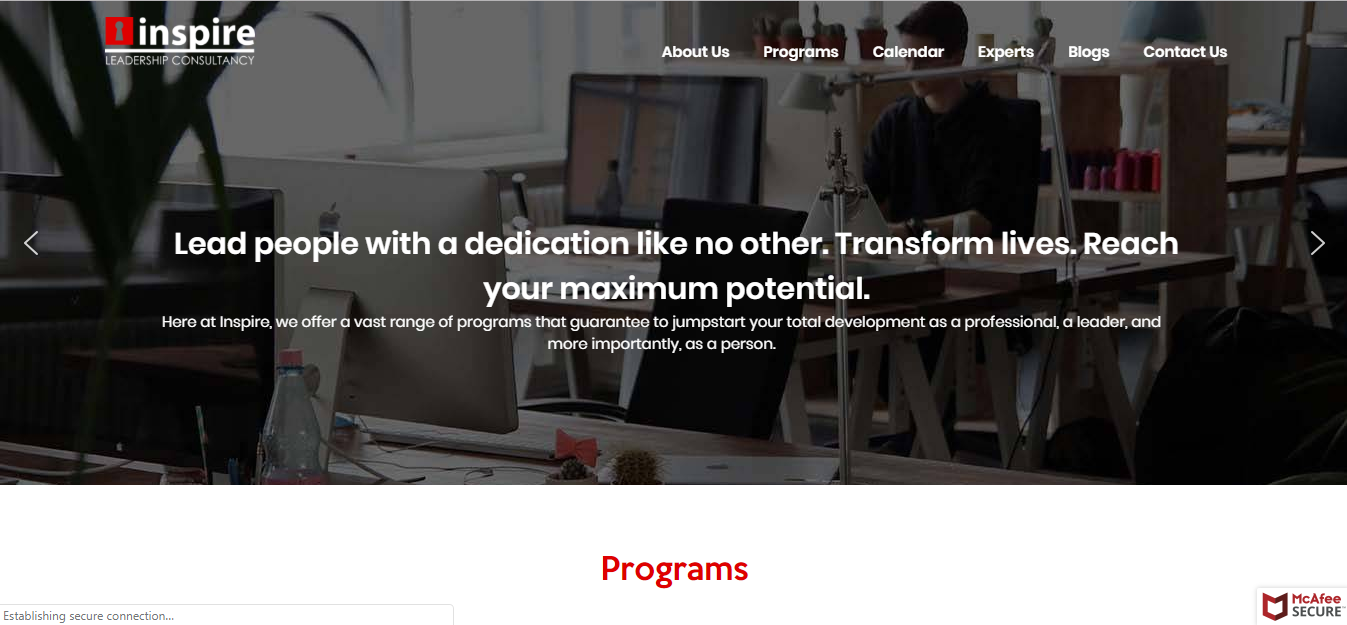 inspire
LEADERSHIP CONSULTANCY
About Us Programs Calendar Experts Blogs Contact Us
Lead people with a dedication like no other. Transform lives. Reach
your maximum potential.
Here at Inspire, we offer a vast range of programs that guarantee to jumpstart your total development as a professional, a leader, and
more importantly, as a person.
Programs
Establishing secure connection...
McAfee
SECURE™